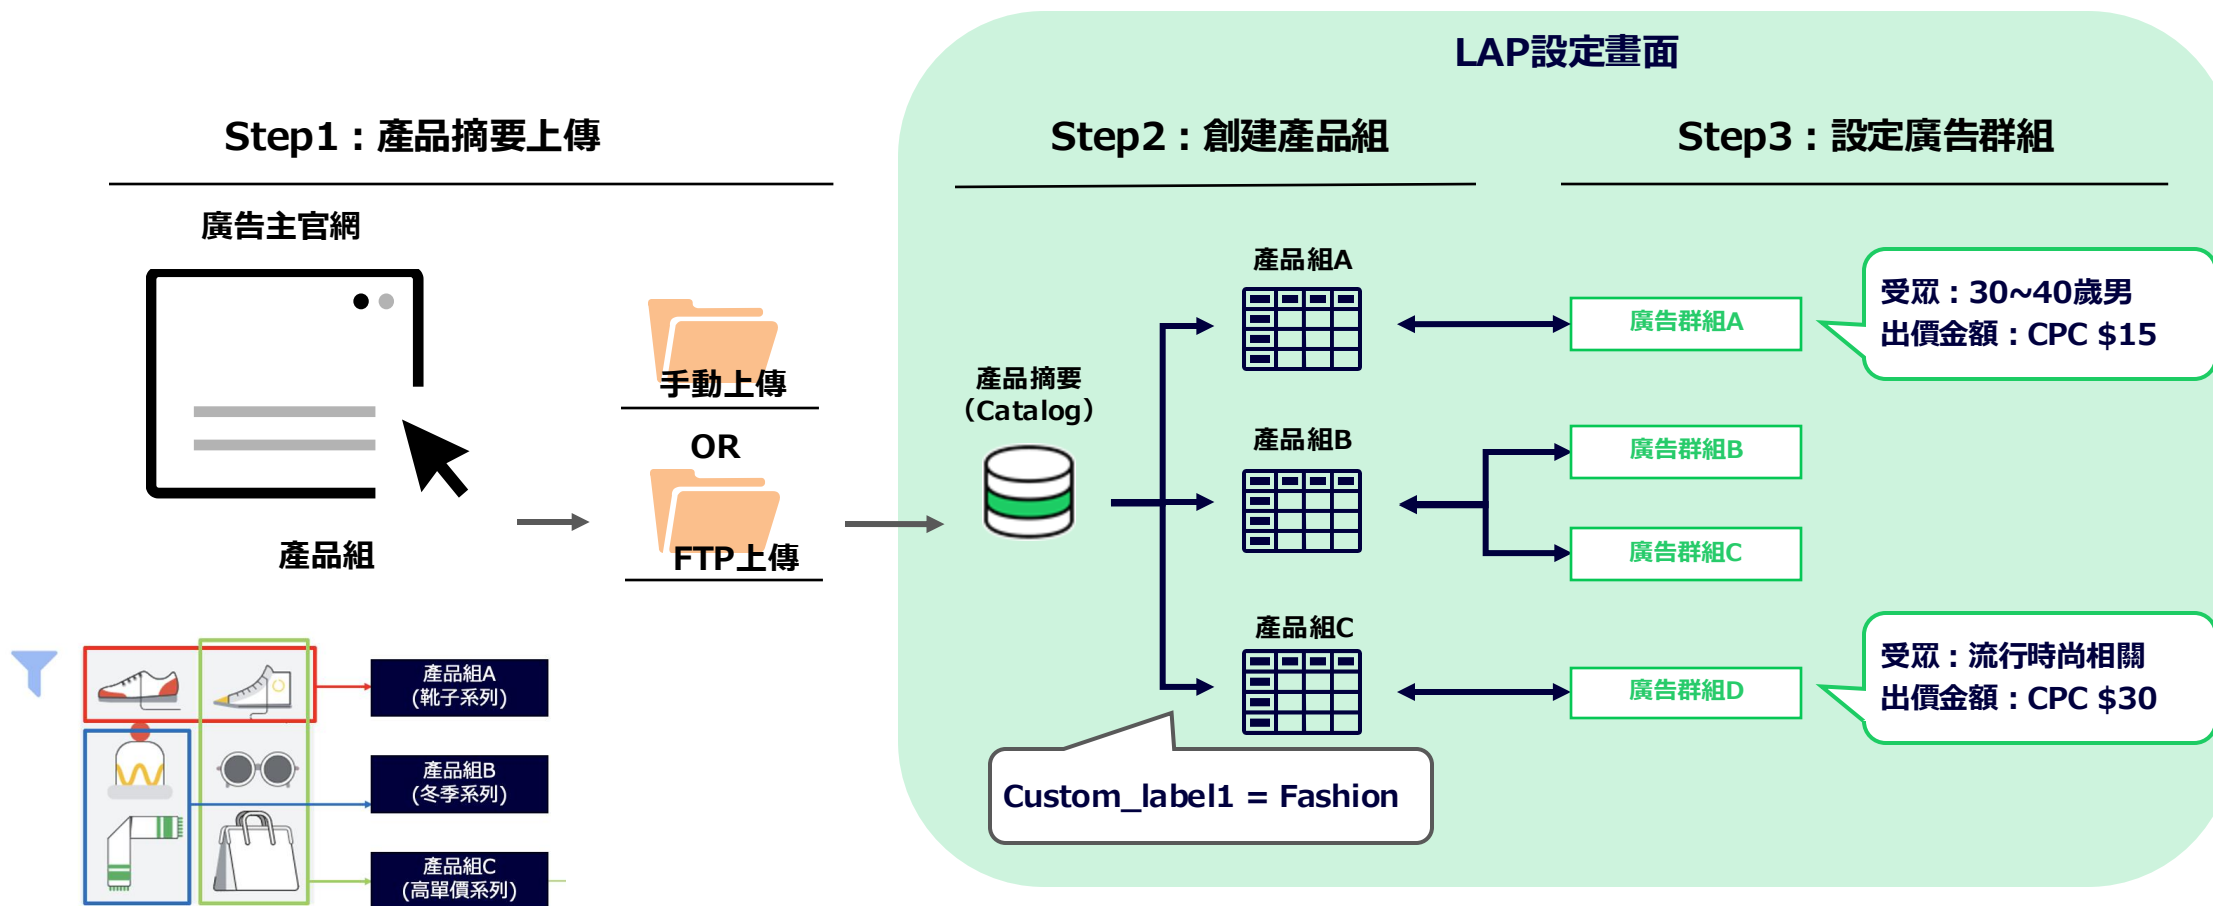 LAP設定畫面
Step1：產品摘要上傳
Step2：創建產品組
Step3：設定廣告群組
廣告主官網
手動上傳
OR
FTP上傳
產品組
產品組A
(靴子系列)
產品組B
(冬季系列)
產品組C
(高單價系列)
產品摘要
（Catalog）
產品組A
產品組B
產品組C
Custom_label1 = Fashion
廣告群組A
廣告群組B
廣告群組C
廣告群組D
受眾：30~40歲男
出價金額：CPC $15
受眾：流行時尚相關
出價金額：CPC $30